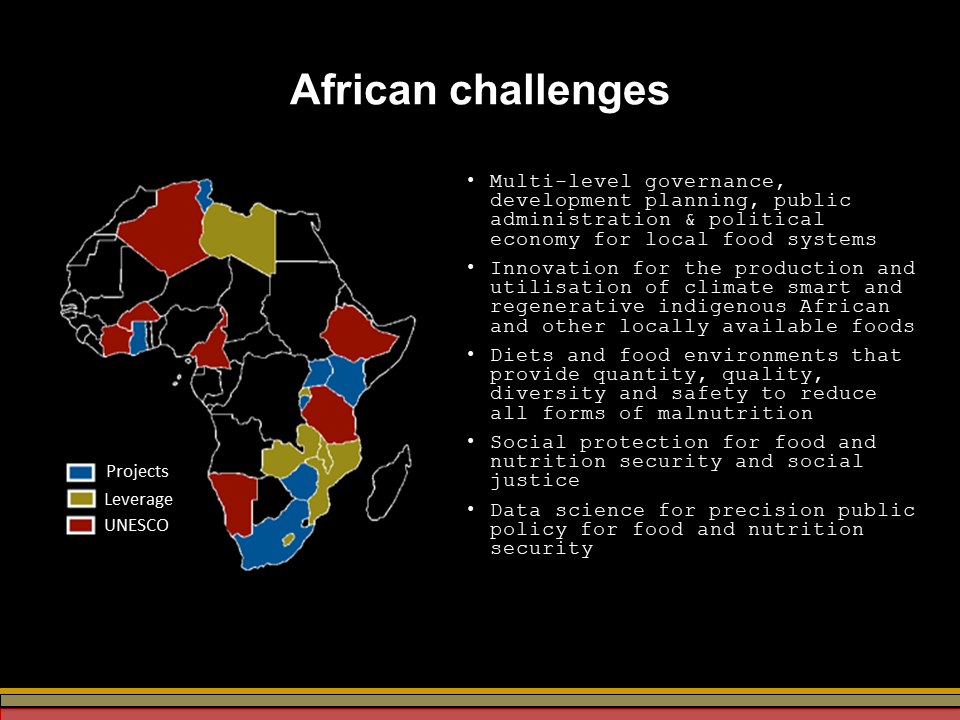 African challenges
• Multi-level governance,
development planning, public
administration & political
economy for local food systems
• Innovation for the production and
utilisation of climate smart and
regenerative indigenous African
and other locally available foods
• Diets and food environments that
provide quantity, quality,
diversity and safety to reduce
all forms of malnutrition
• Social protection for food and
nutrition security and social
justice
• Data science for precision public
policy for food and nutrition
security
Projects
Leverage
UNESCO